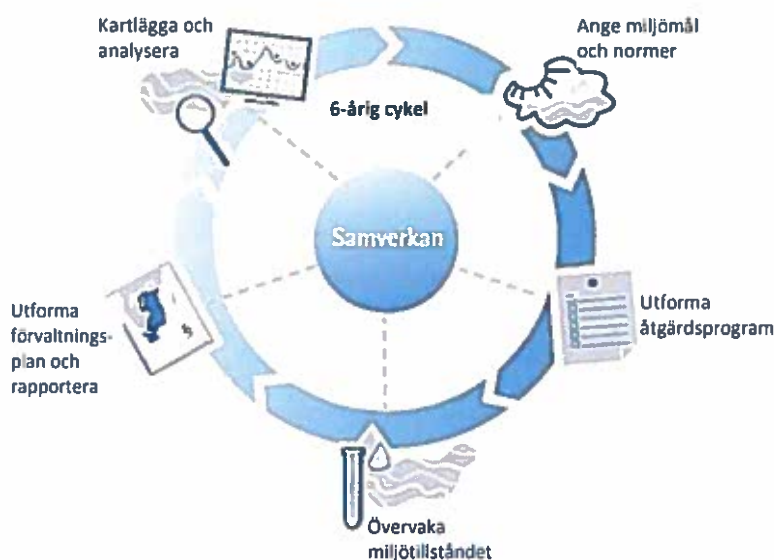 Kartlägga och
analysera
Ange miljömål
och normer
6-årig cykel
Samverkan
Utforma
åtgärdsprogram
Utforma
förvaltnings-
plan och
rapportera
Övervaka
miljötillståndet